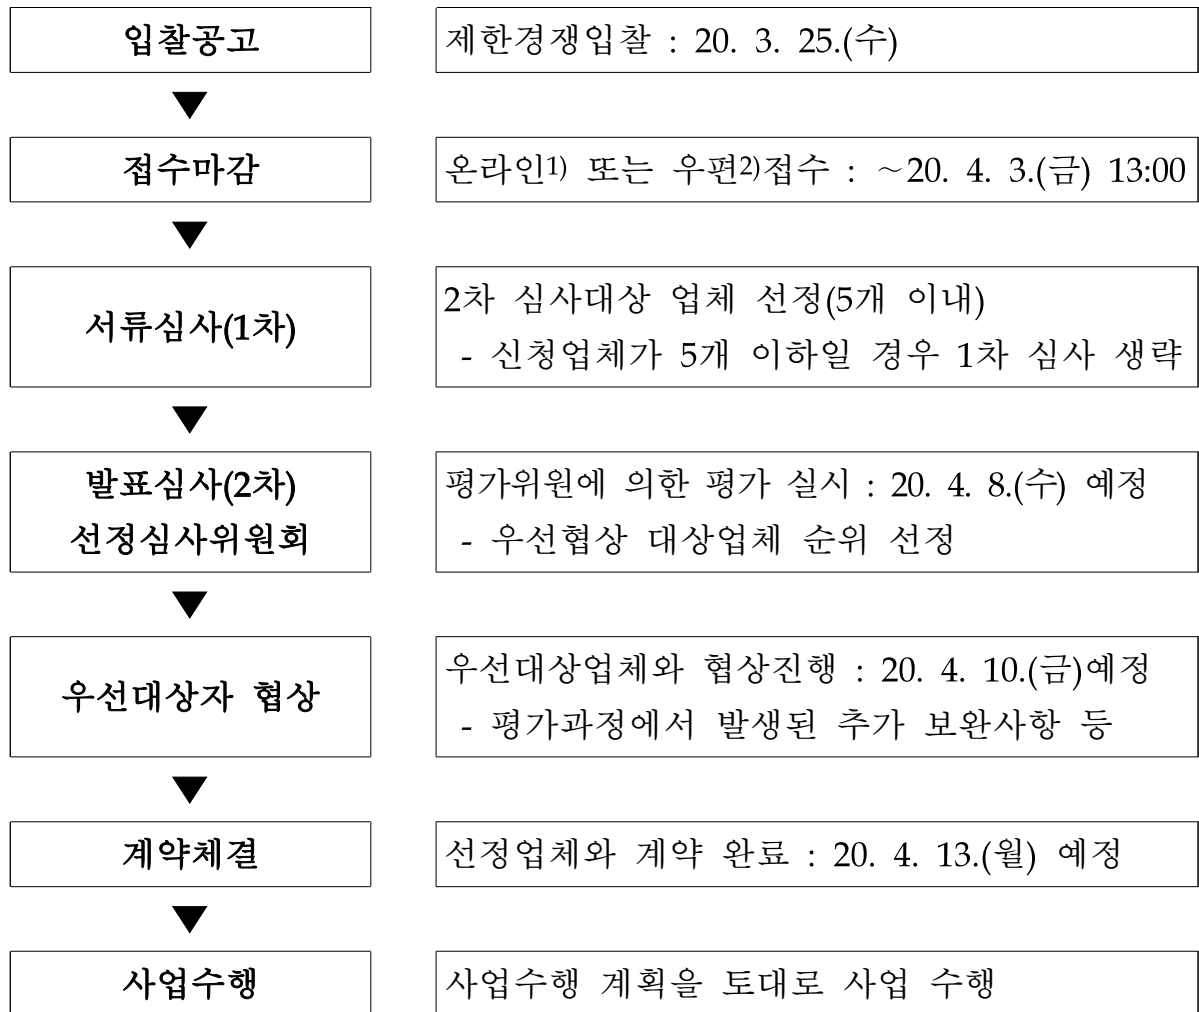 입찰공고
제한경쟁입찰 : 20. 3. 25.(수)
▼
접수마감
온라인1) 또는 우편2)접수 : ~20. 4. 3.(금) 13:00
▼
서류심사(1차)
2차 심사대상 업체 선정(5개 이내)
- 신청업체가 5개 이하일 경우 1차 심사 생략
▼
발표심사(2차)
선정심사위원회
평가위원에 의한 평가 실시 : 20. 4. 8.(수) 예정
- 우선협상 대상업체 순위 선정
▼
우선대상자 협상
우선대상업체와 협상진행 : 20. 4. 10.(금)예정
- 평가과정에서 발생된 추가 보완사항 등
▼
계약체결
선정업체와 계약 완료 : 20. 4. 13.(월) 예정
▼
사업수행
사업수행 계획을 토대로 사업 수행